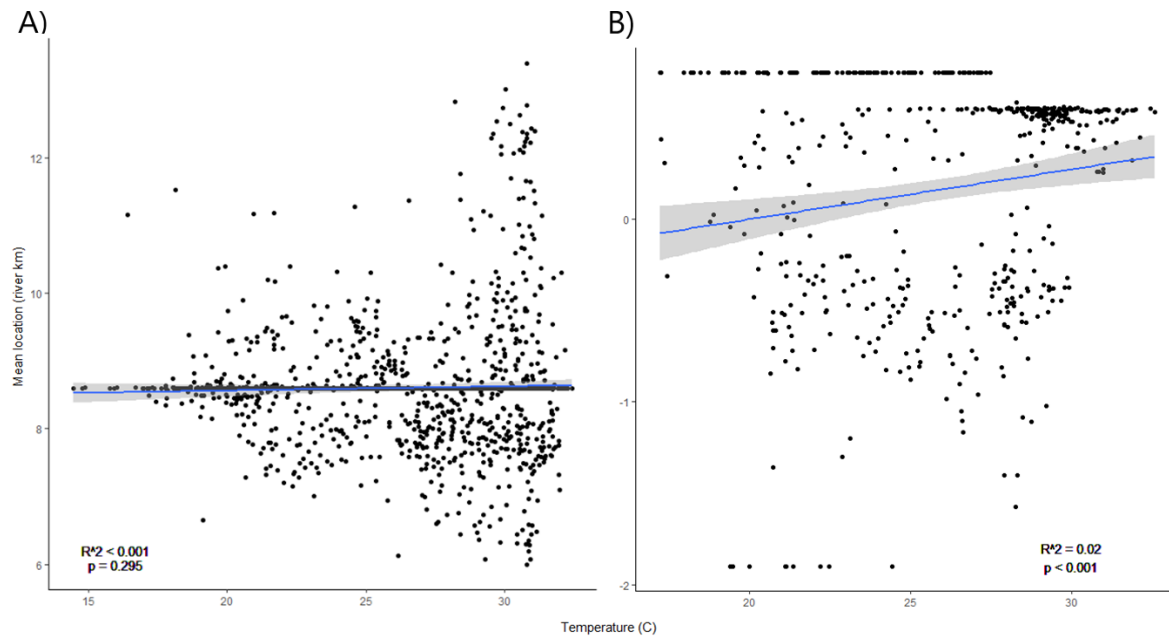 A)
B)
Mean location (river km)
12
10
8
6
R^2 < 0.001
p = 0.295
15
20
25
30
0
-1
-2
R^2 = 0.02
p < 0.001
20
25
30
Temperature (C)